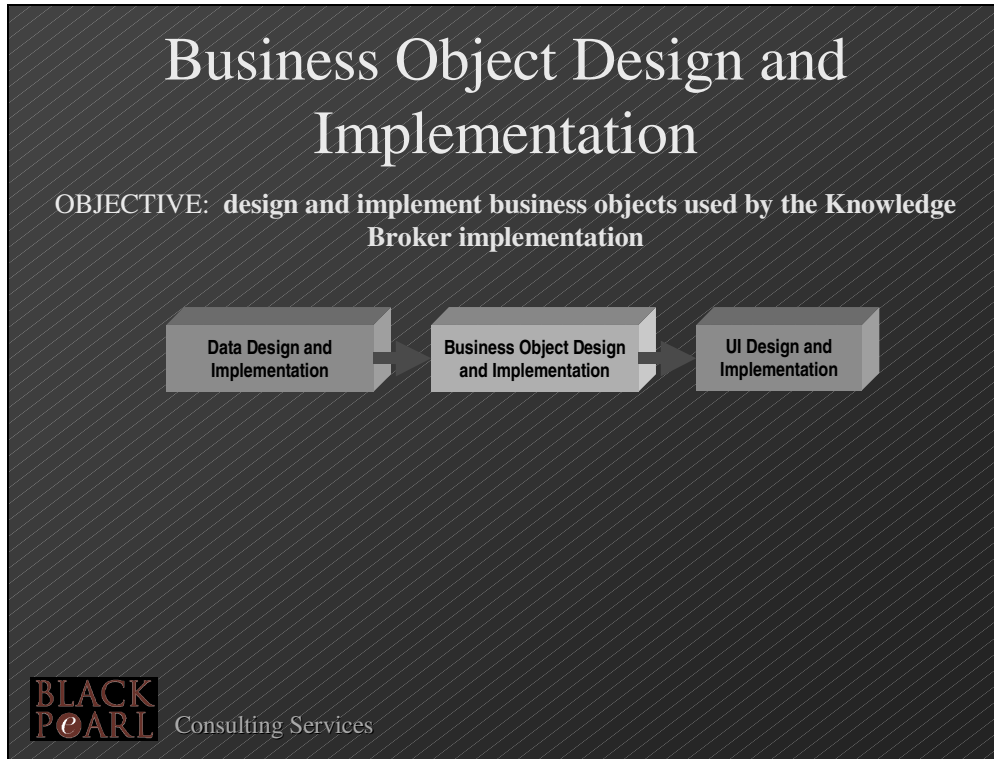 Business Object Design and
Implementation
OBJECTIVE: design and implement business objects used by the Knowledge
Broker implementation
Data Design and
Implementation
Business Object Design
and Implementation
UI Design and
Implementation
BLACK
PeARL
Consulting Services